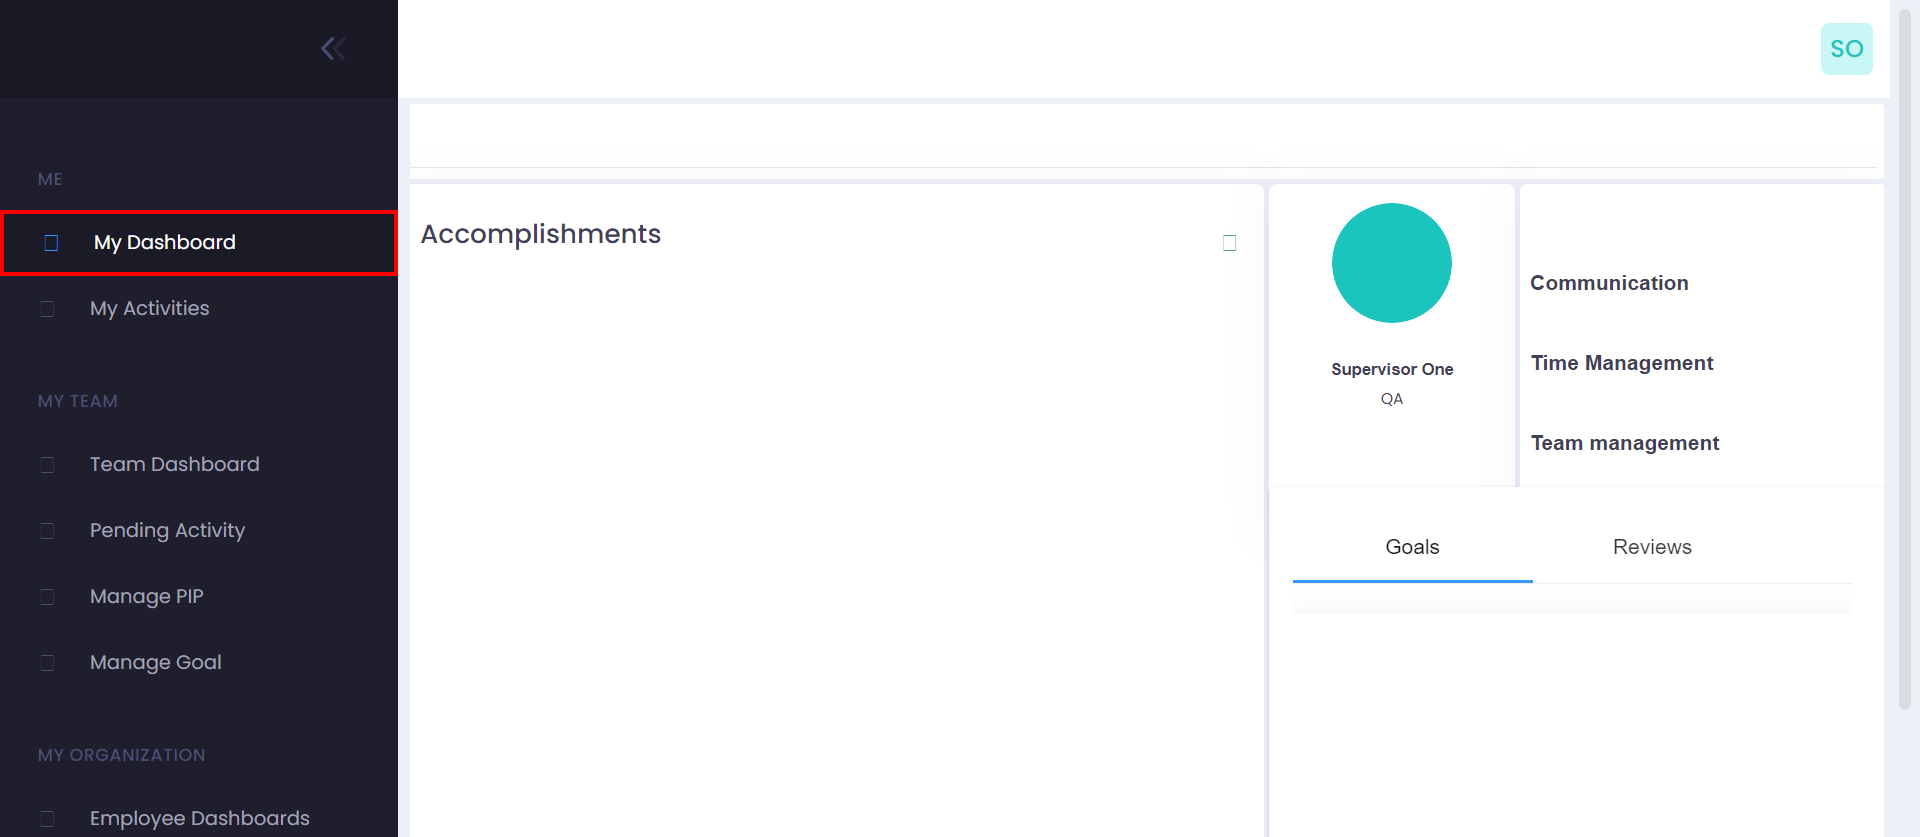 SO
ME
My Dashboard
My Activities
MY TEAM
Team Dashboard
Pending Activity
Manage PIP
Manage Goal
MY ORGANIZATION
Employee Dashboards
Accomplishments
Supervisor One
QA
Communication
Time Management
Team management
Goals
Reviews